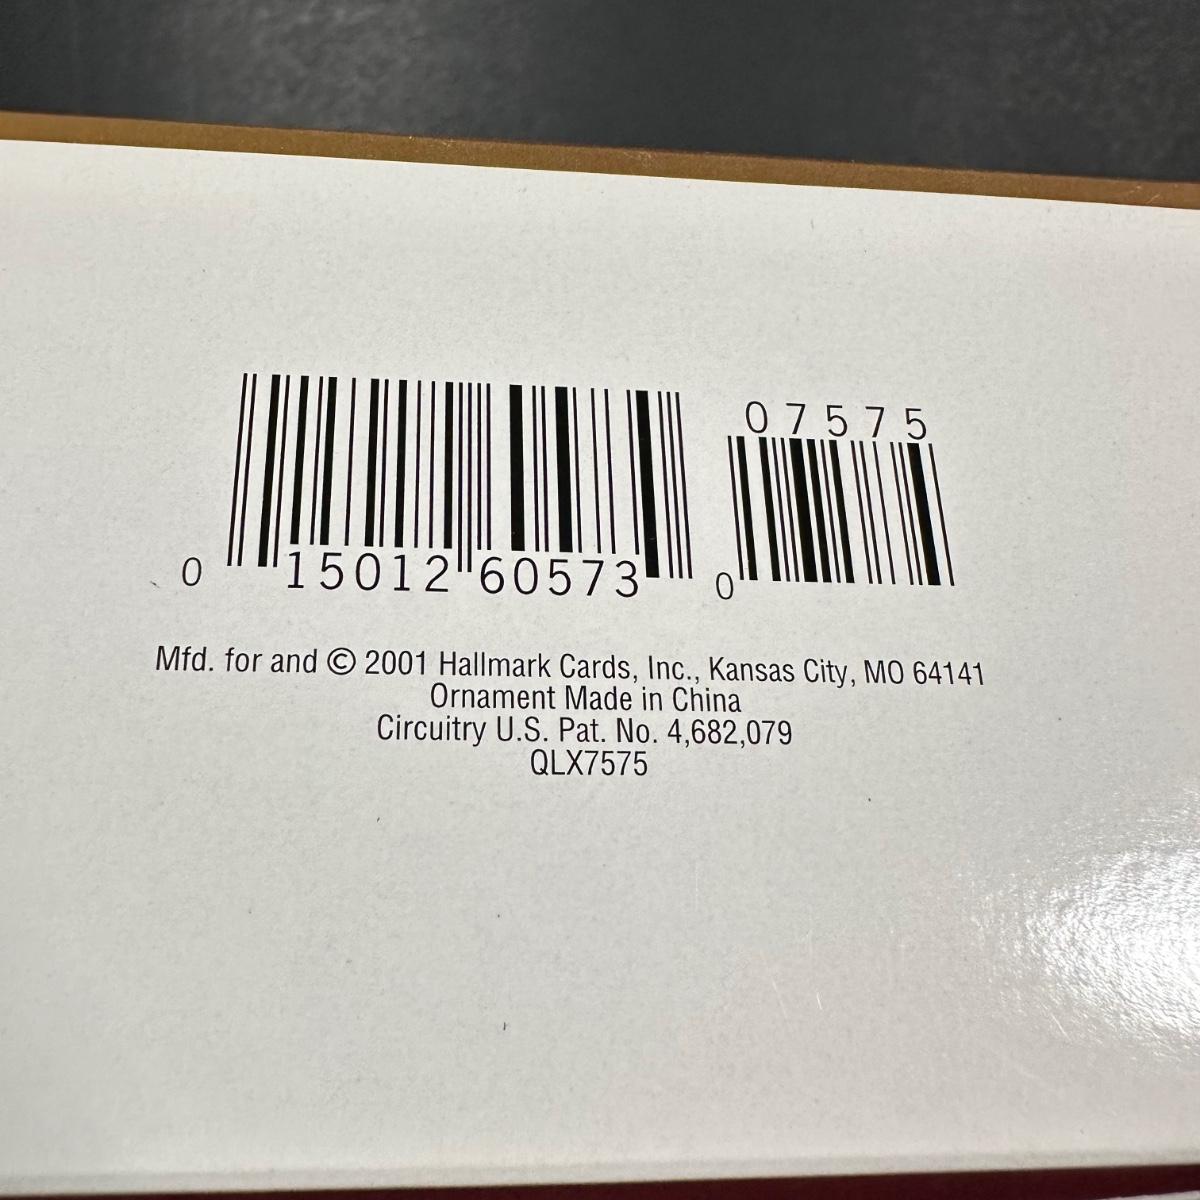 07575
0 15012 60573 0
Mfd. for and © 2001 Hallmark Cards, Inc., Kansas City, MO 64141
Ornament Made in China
Circuitry U.S. Pat. No. 4,682,079
QLX7575